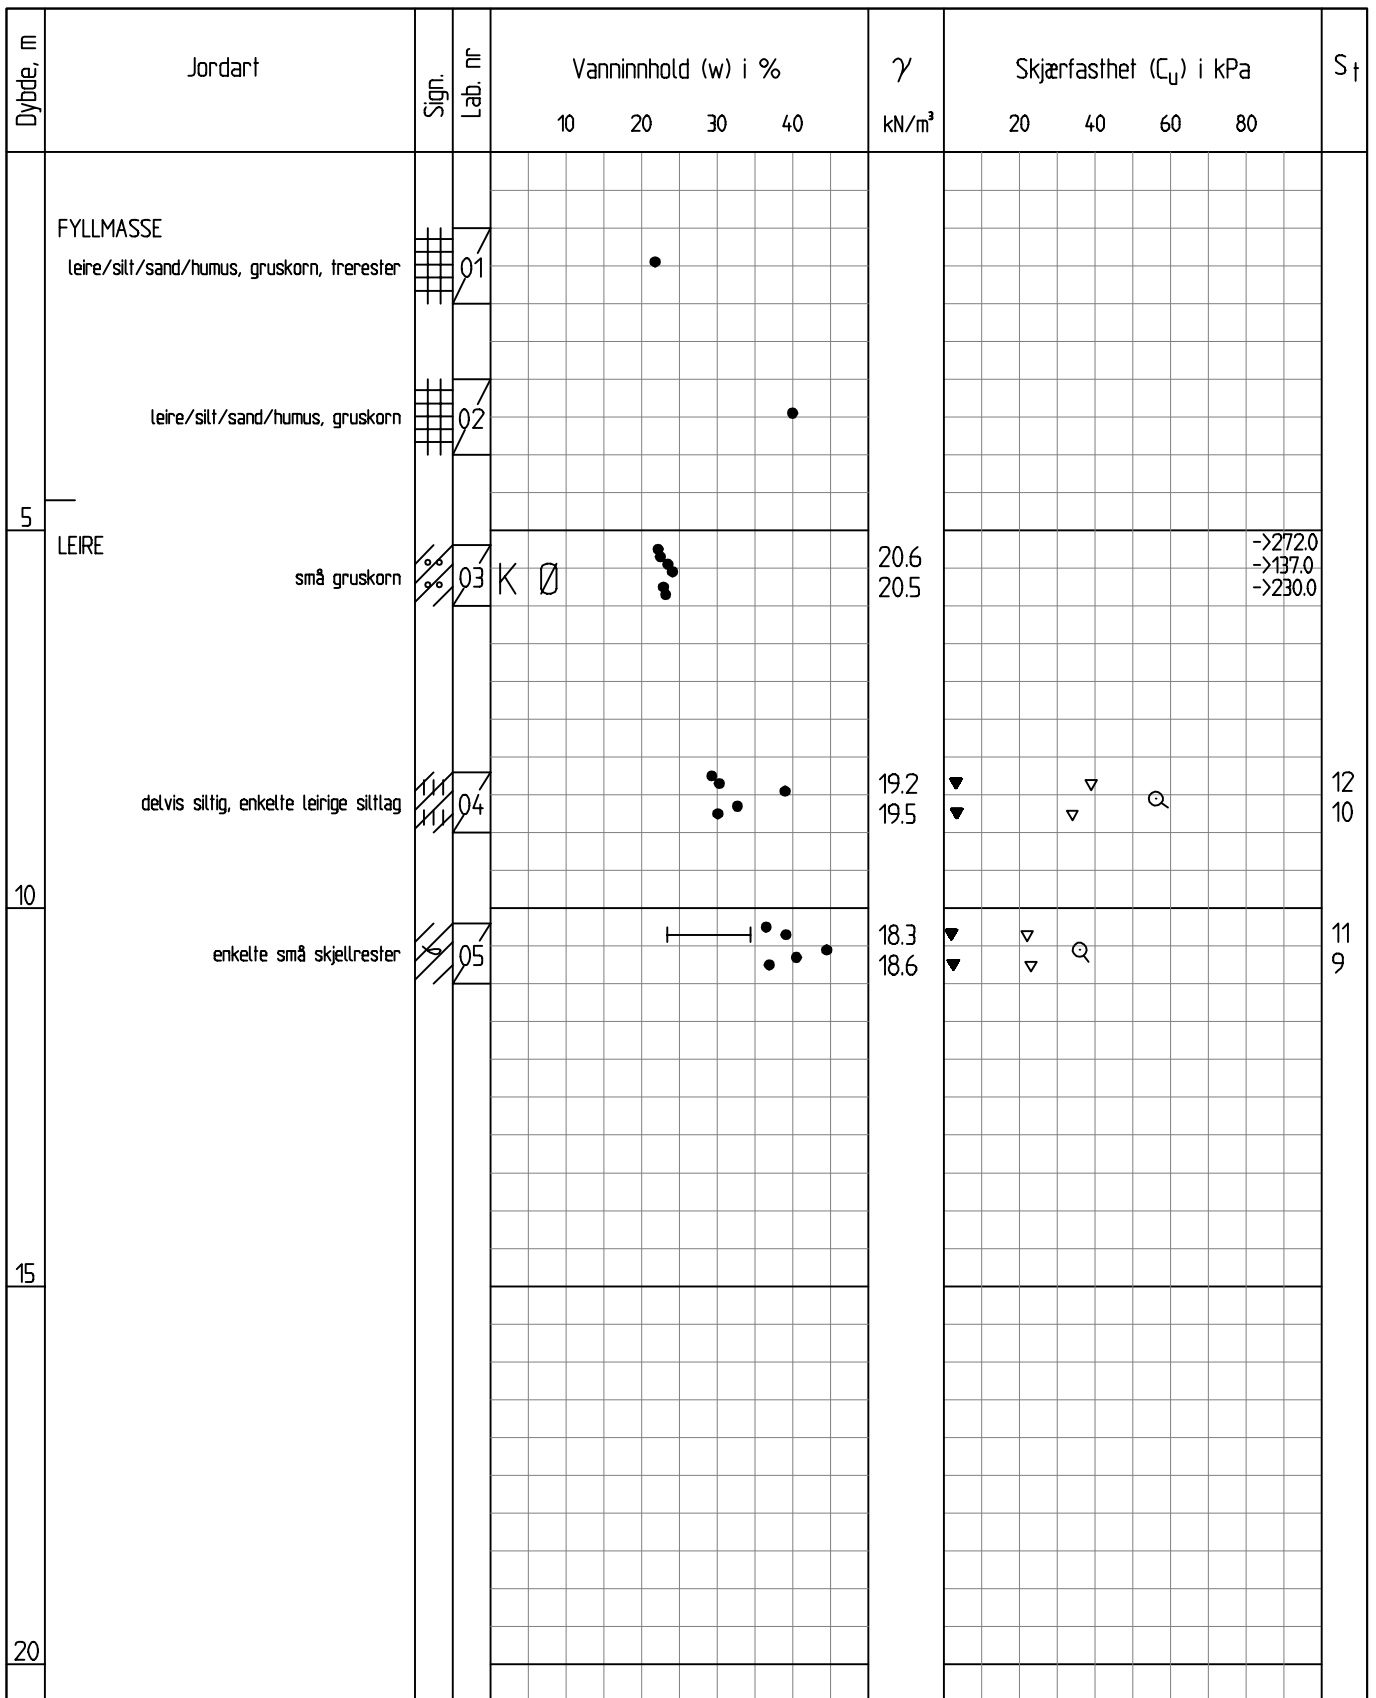 Dybde, m
Jordart
Sign.
Lab. nr
Vanninnhold (w) i %
10 20 30 40
γ
kN/m³
Skjærfasthet (Cu) i kPa
20 40 60 80
St
FYLLMASSE
leire/silt/sand/humus, gruskorn, trerester 01
leire/silt/sand/humus, gruskorn 02
5
LEIRE
->272.0
20.6 ->137.0
små gruskorn 03 K Ø
20.5 ->230.0
19.2 12
delvis siltig, enkelte leirige siltlag 04
19.5 10
10
18.3 11
enkelte små skjellrester 05
18.6 9
15
20